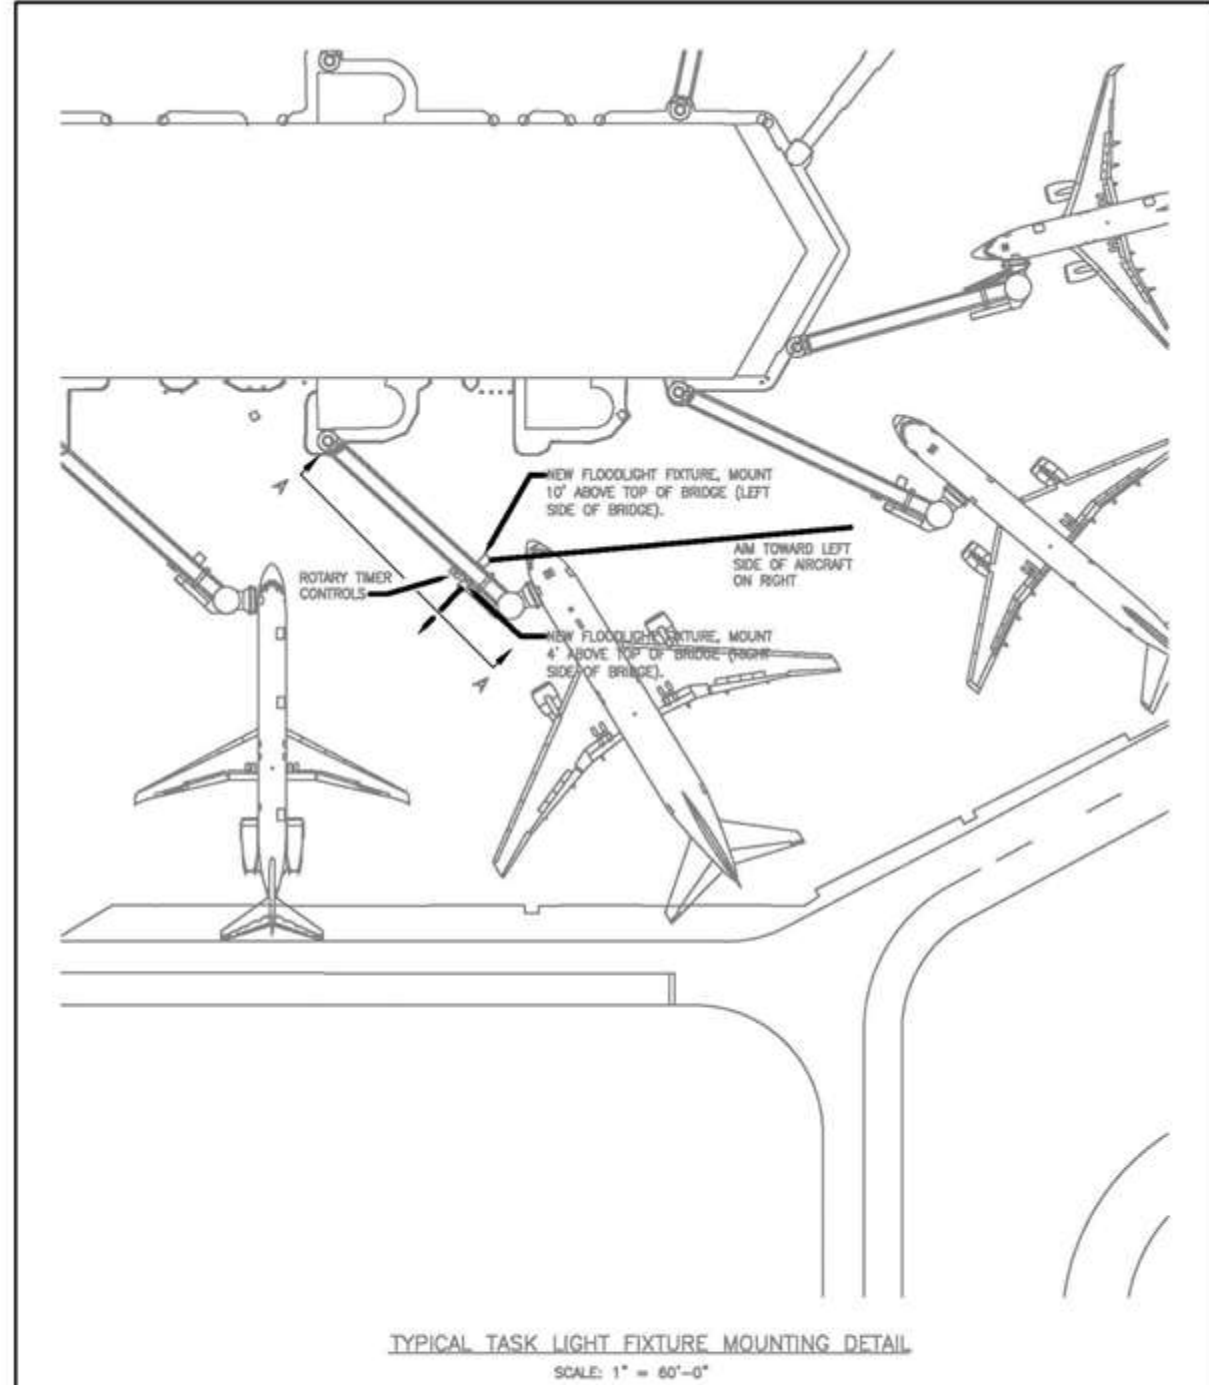 NEW FLOODLIGHT FIXTURE, MOUNT
10' ABOVE TOP OF BRIDGE (LEFT
SIDE OF BRIDGE).
A
AIM TOWARD LEFT
SIDE OF AIRCRAFT
ON RIGHT
ROTARY TIMER
CONTROLS
NEW FLOODLIGHT FIXTURE, MOUNT
4' ABOVE TOP OF BRIDGE (RIGHT
SIDE OF BRIDGE).
A
TYPICAL TASK LIGHT FIXTURE MOUNTING DETAIL
SCALE: 1" = 60'-0"